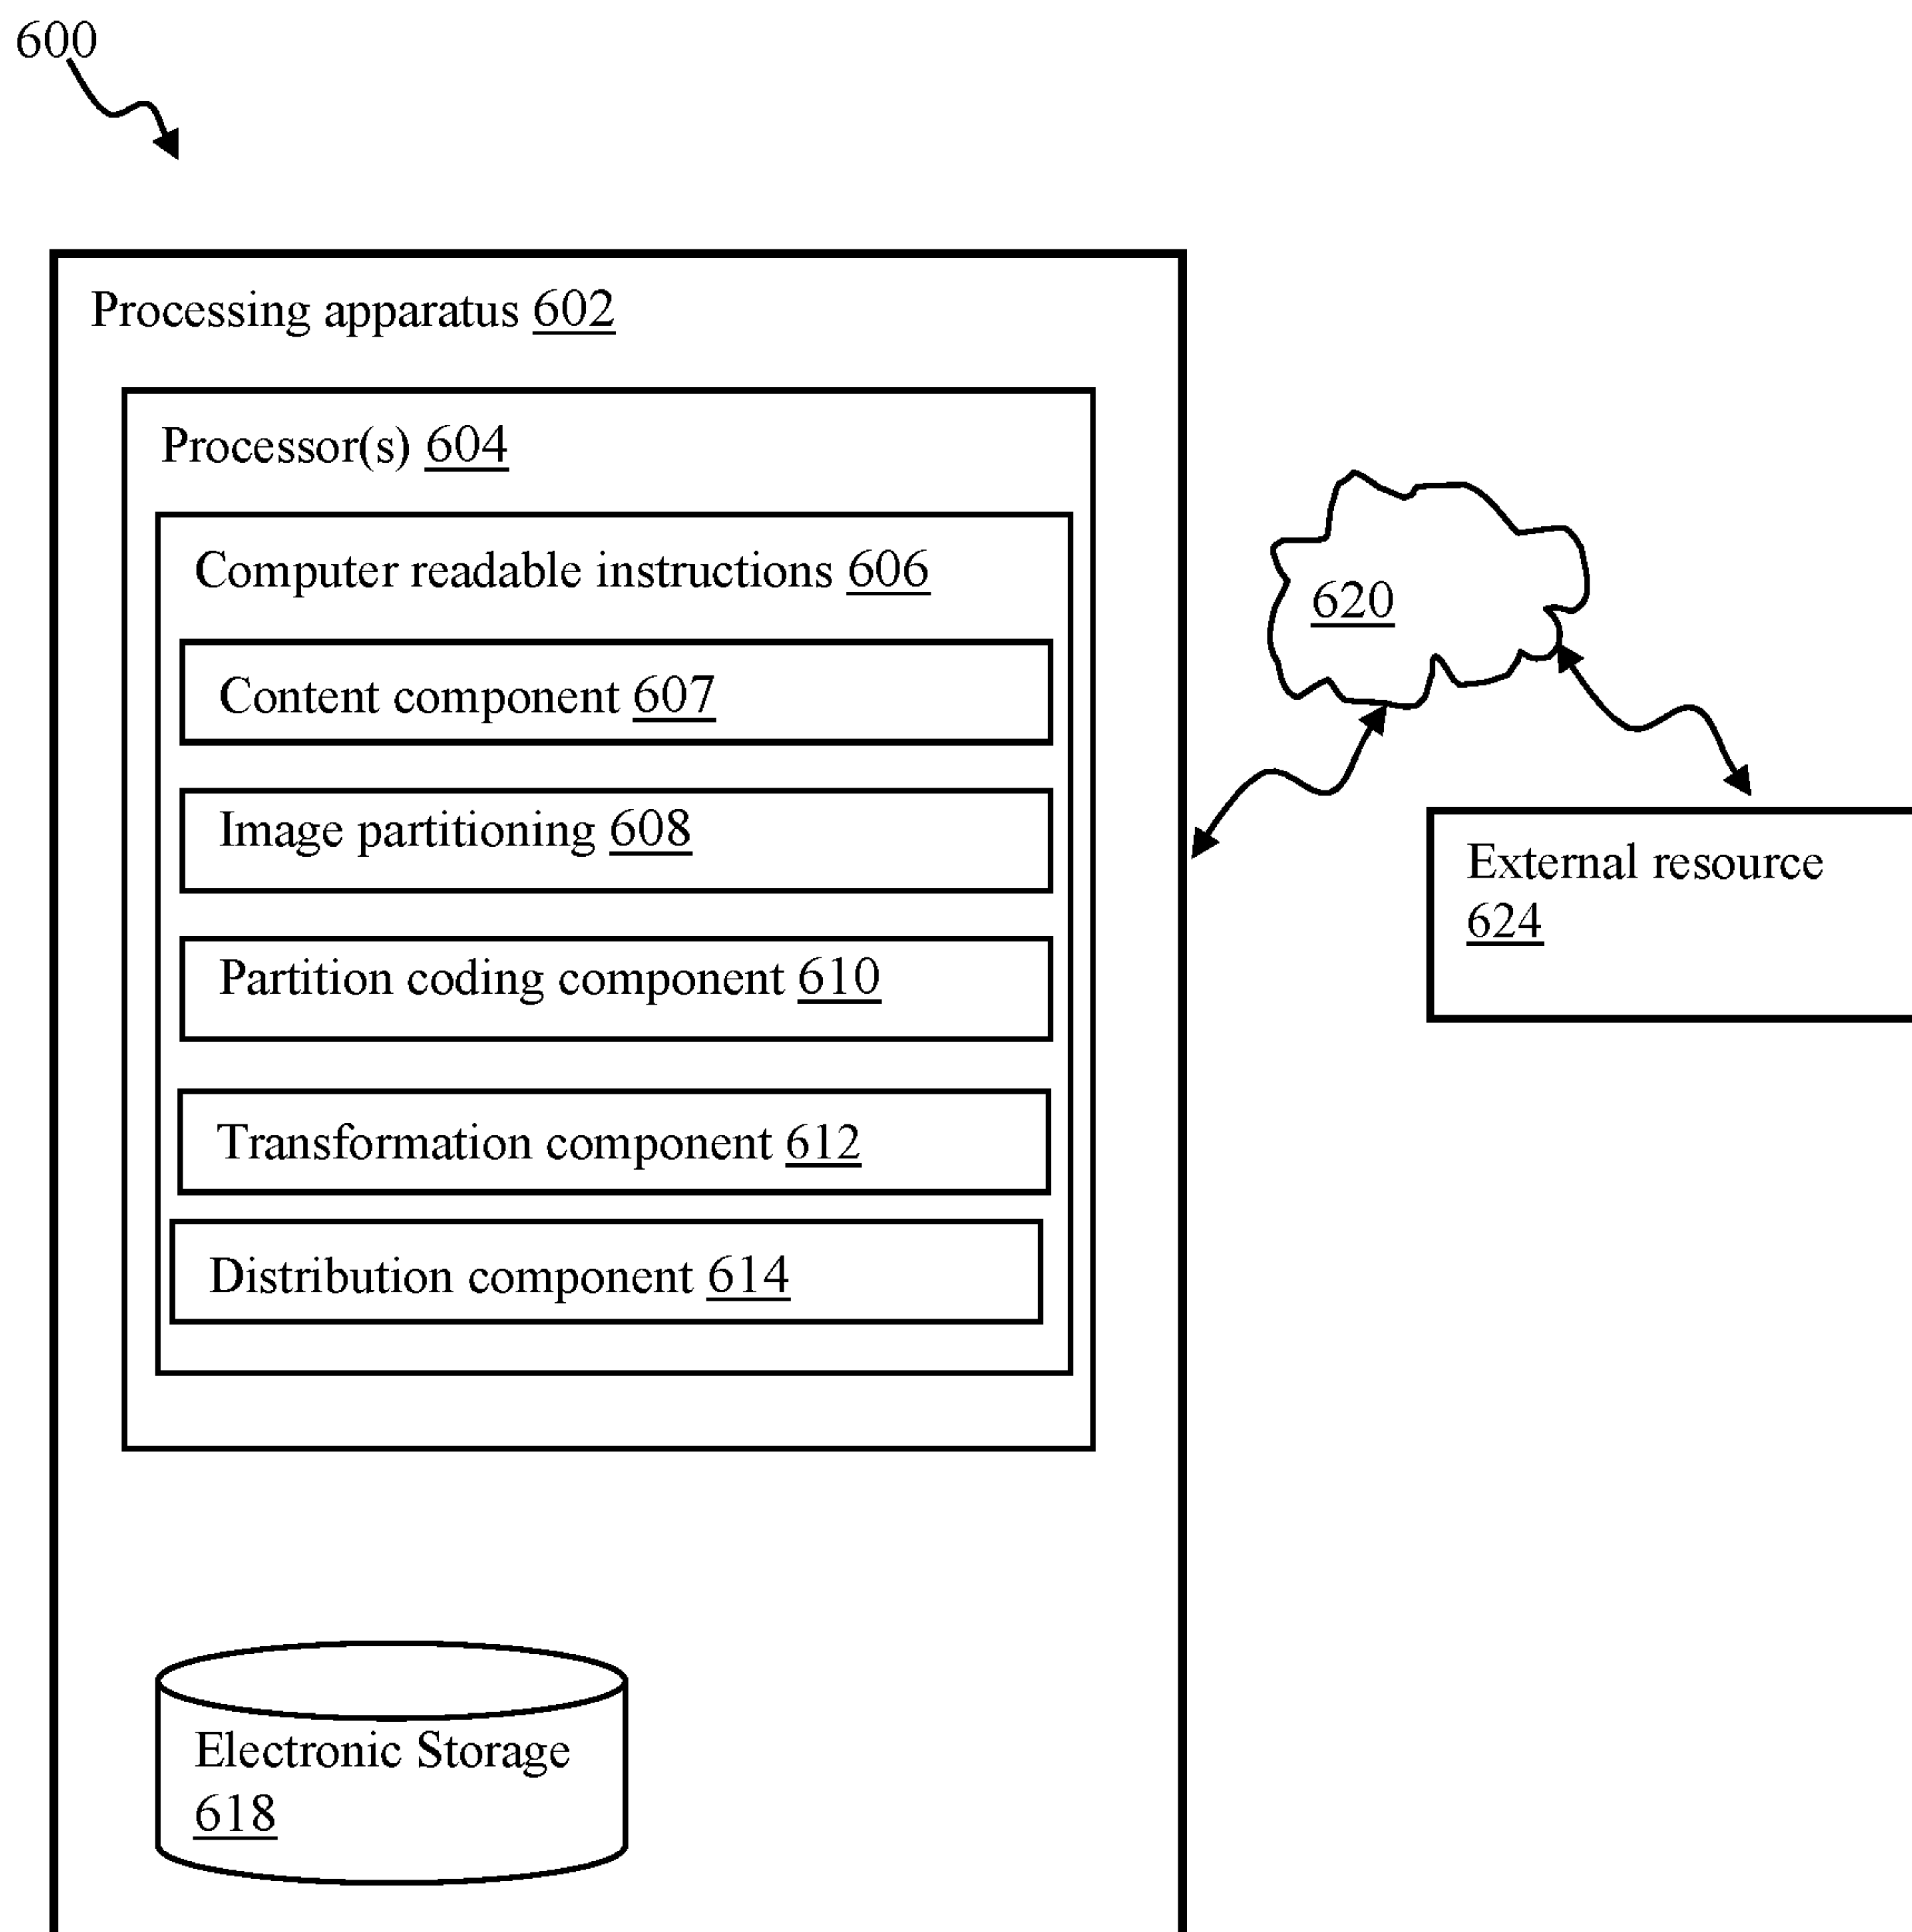 600
Processing apparatus 602
Processor(s) 604
Computer readable instructions 606
Content component 607
Image partitioning 608
Partition coding component 610
Transformation component 612
Distribution component 614
Electronic Storage
618
620
External resource
624